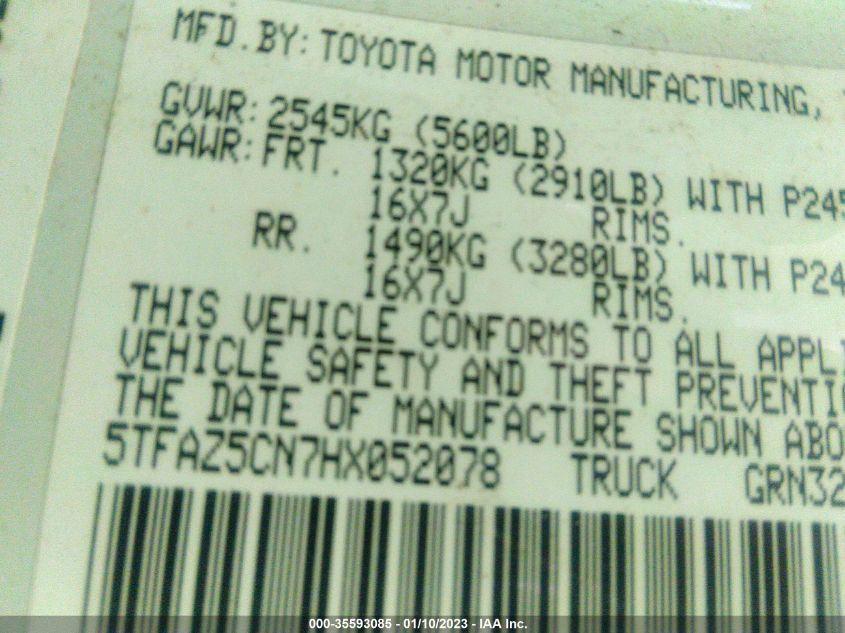 MFD.BY: TOYOTA MOTOR MANUFACTURING,
GVWR: 2545KG (5600LB)
GAWR: FRT. 1320KG (2910LB) WITH P245
16X7J RIMS.
RR. 1490KG (3280LB) WITH P24
16X7J RIMS.
THIS VEHICLE CONFORMS TO ALL APPLI
VEHICLE SAFETY AND THEFT PREVENTI
THE DATE OF MANUFACTURE SHOWN ABO
5TFAZ5CN7HX052078 TRUCK GRN32
000-35593085 - 01/10/2023 - IAA Inc.